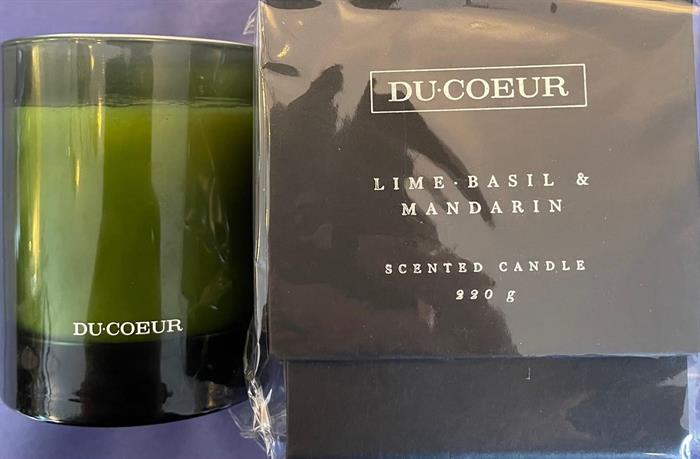 DU·COEUR
DU·COEUR
LIME·BASIL &
MANDARIN
SCENTED CANDLE
220 g